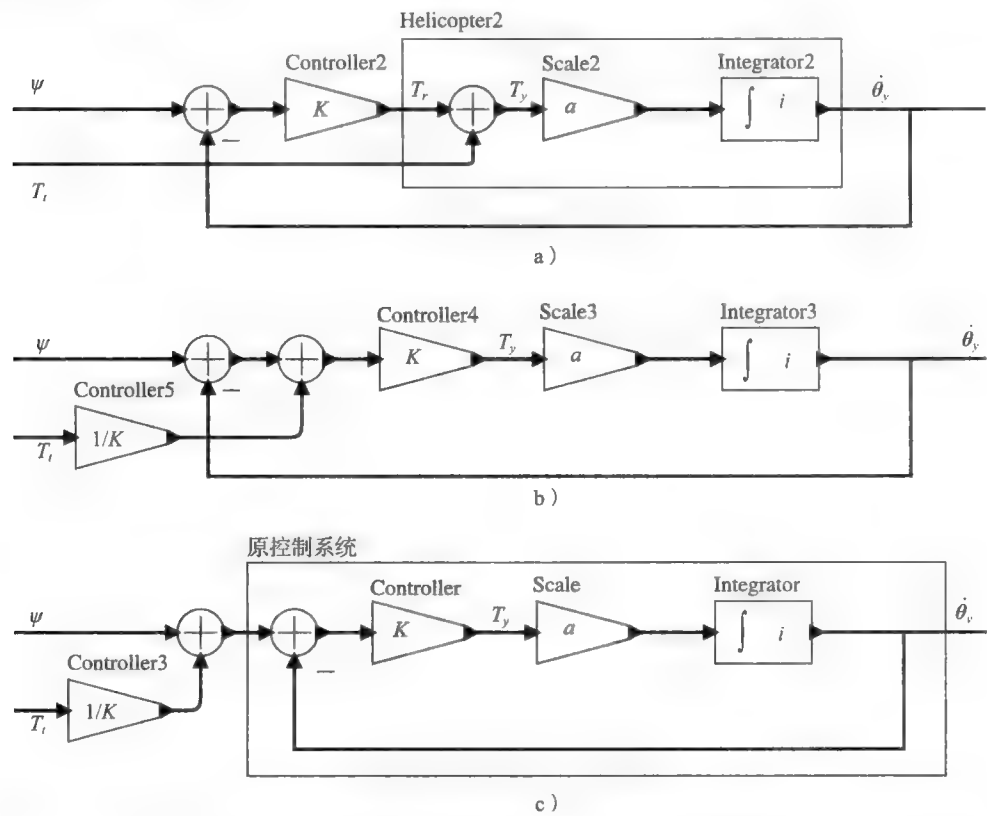 Helicopter2
Controller2
Scale2
Integrator2
ψ
K
T_r
T_y
a
∫ i
θ̇_y
−
T_t
a）
Controller4
Scale3
Integrator3
ψ
K
T_y
a
∫ i
θ̇_y
−
Controller5
T_t
1/K
b）
原控制系统
Controller
Scale
Integrator
ψ
K
T_y
a
∫ i
θ̇_y
−
Controller3
T_t
1/K
c）